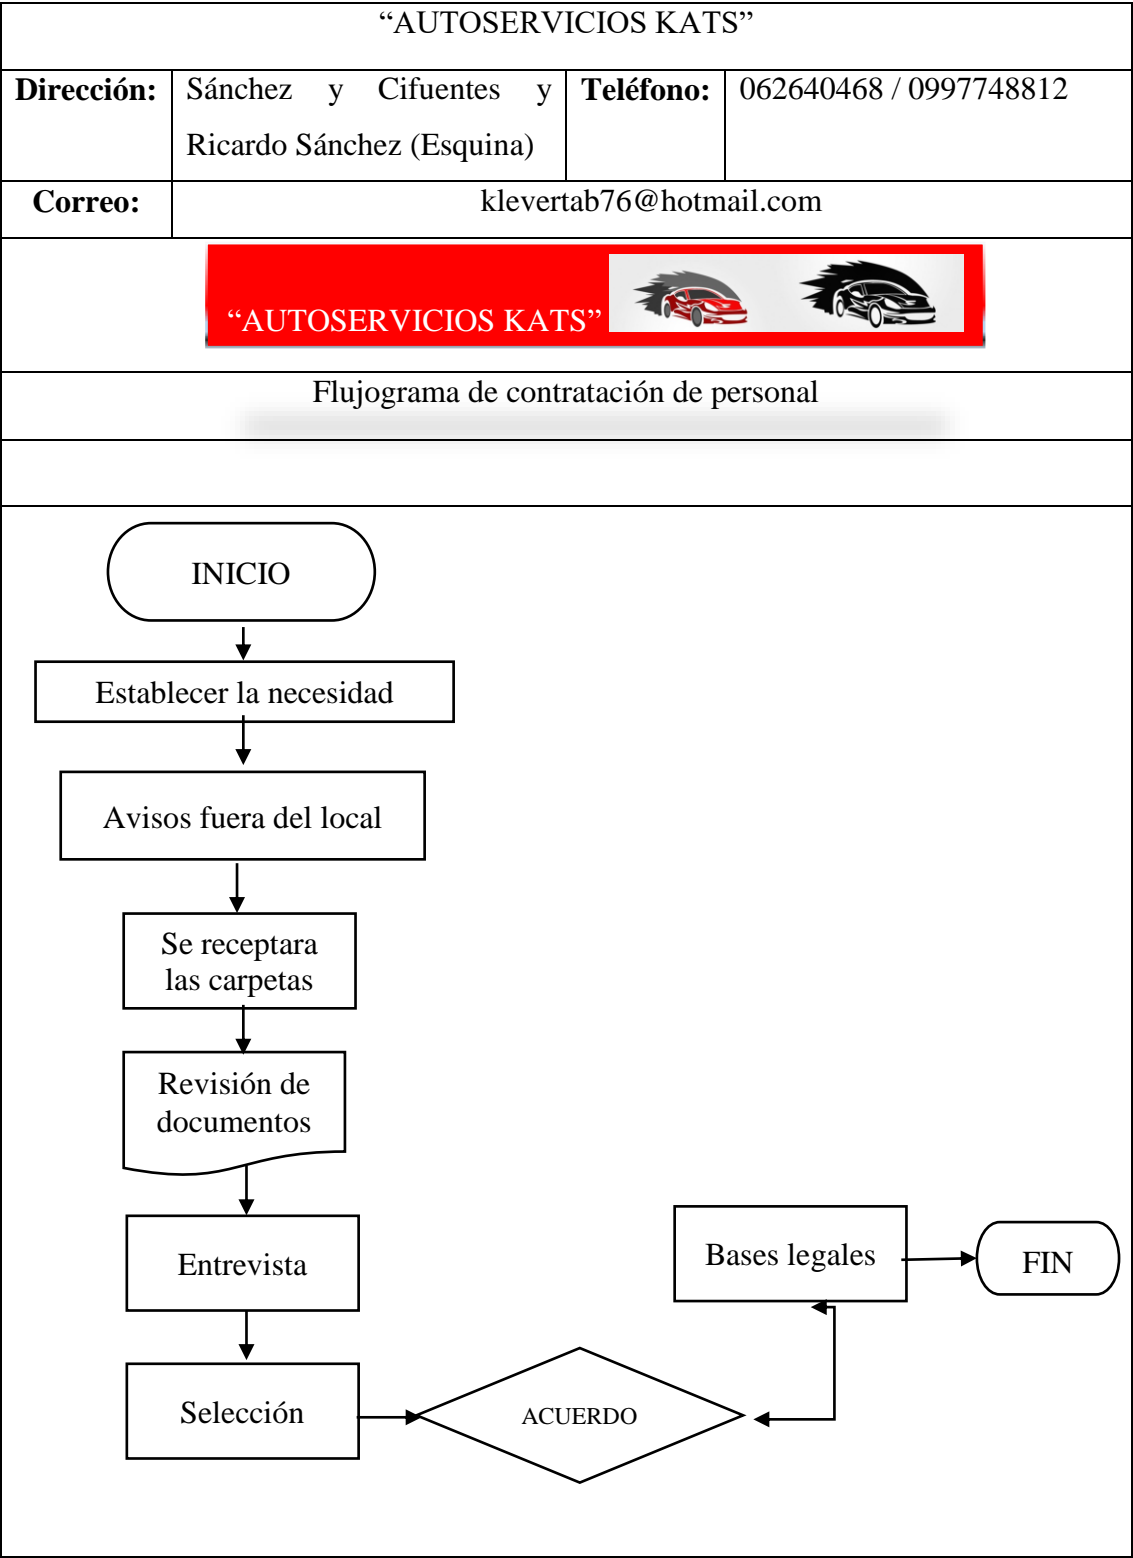 “AUTOSERVICIOS KATS”
Dirección:
Sánchez y Cifuentes y
Ricardo Sánchez (Esquina)
Teléfono:
062640468 / 0997748812
Correo:
klevertab76@hotmail.com
“AUTOSERVICIOS KATS”
Flujograma de contratación de personal
INICIO
Establecer la necesidad
Avisos fuera del local
Se receptara
las carpetas
Revisión de
documentos
Entrevista
Selección
ACUERDO
Bases legales
FIN